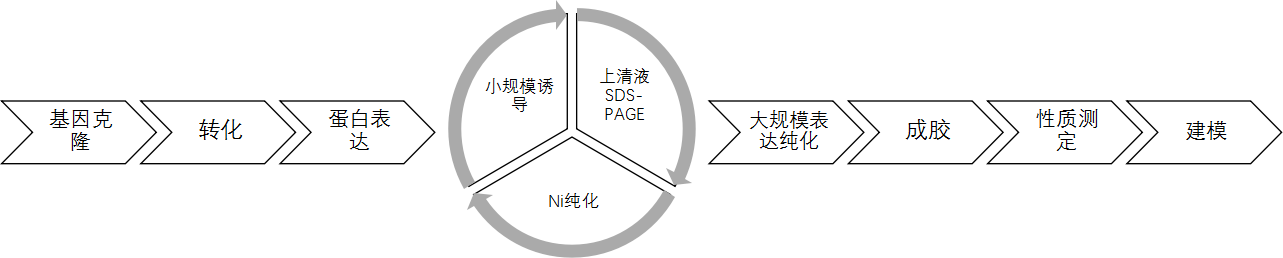 基因克
隆
转化
蛋白表
达
小规模诱
导
上清液
SDS-
PAGE
Ni纯化
大规模表
达纯化
成胶
性质测
定
建模